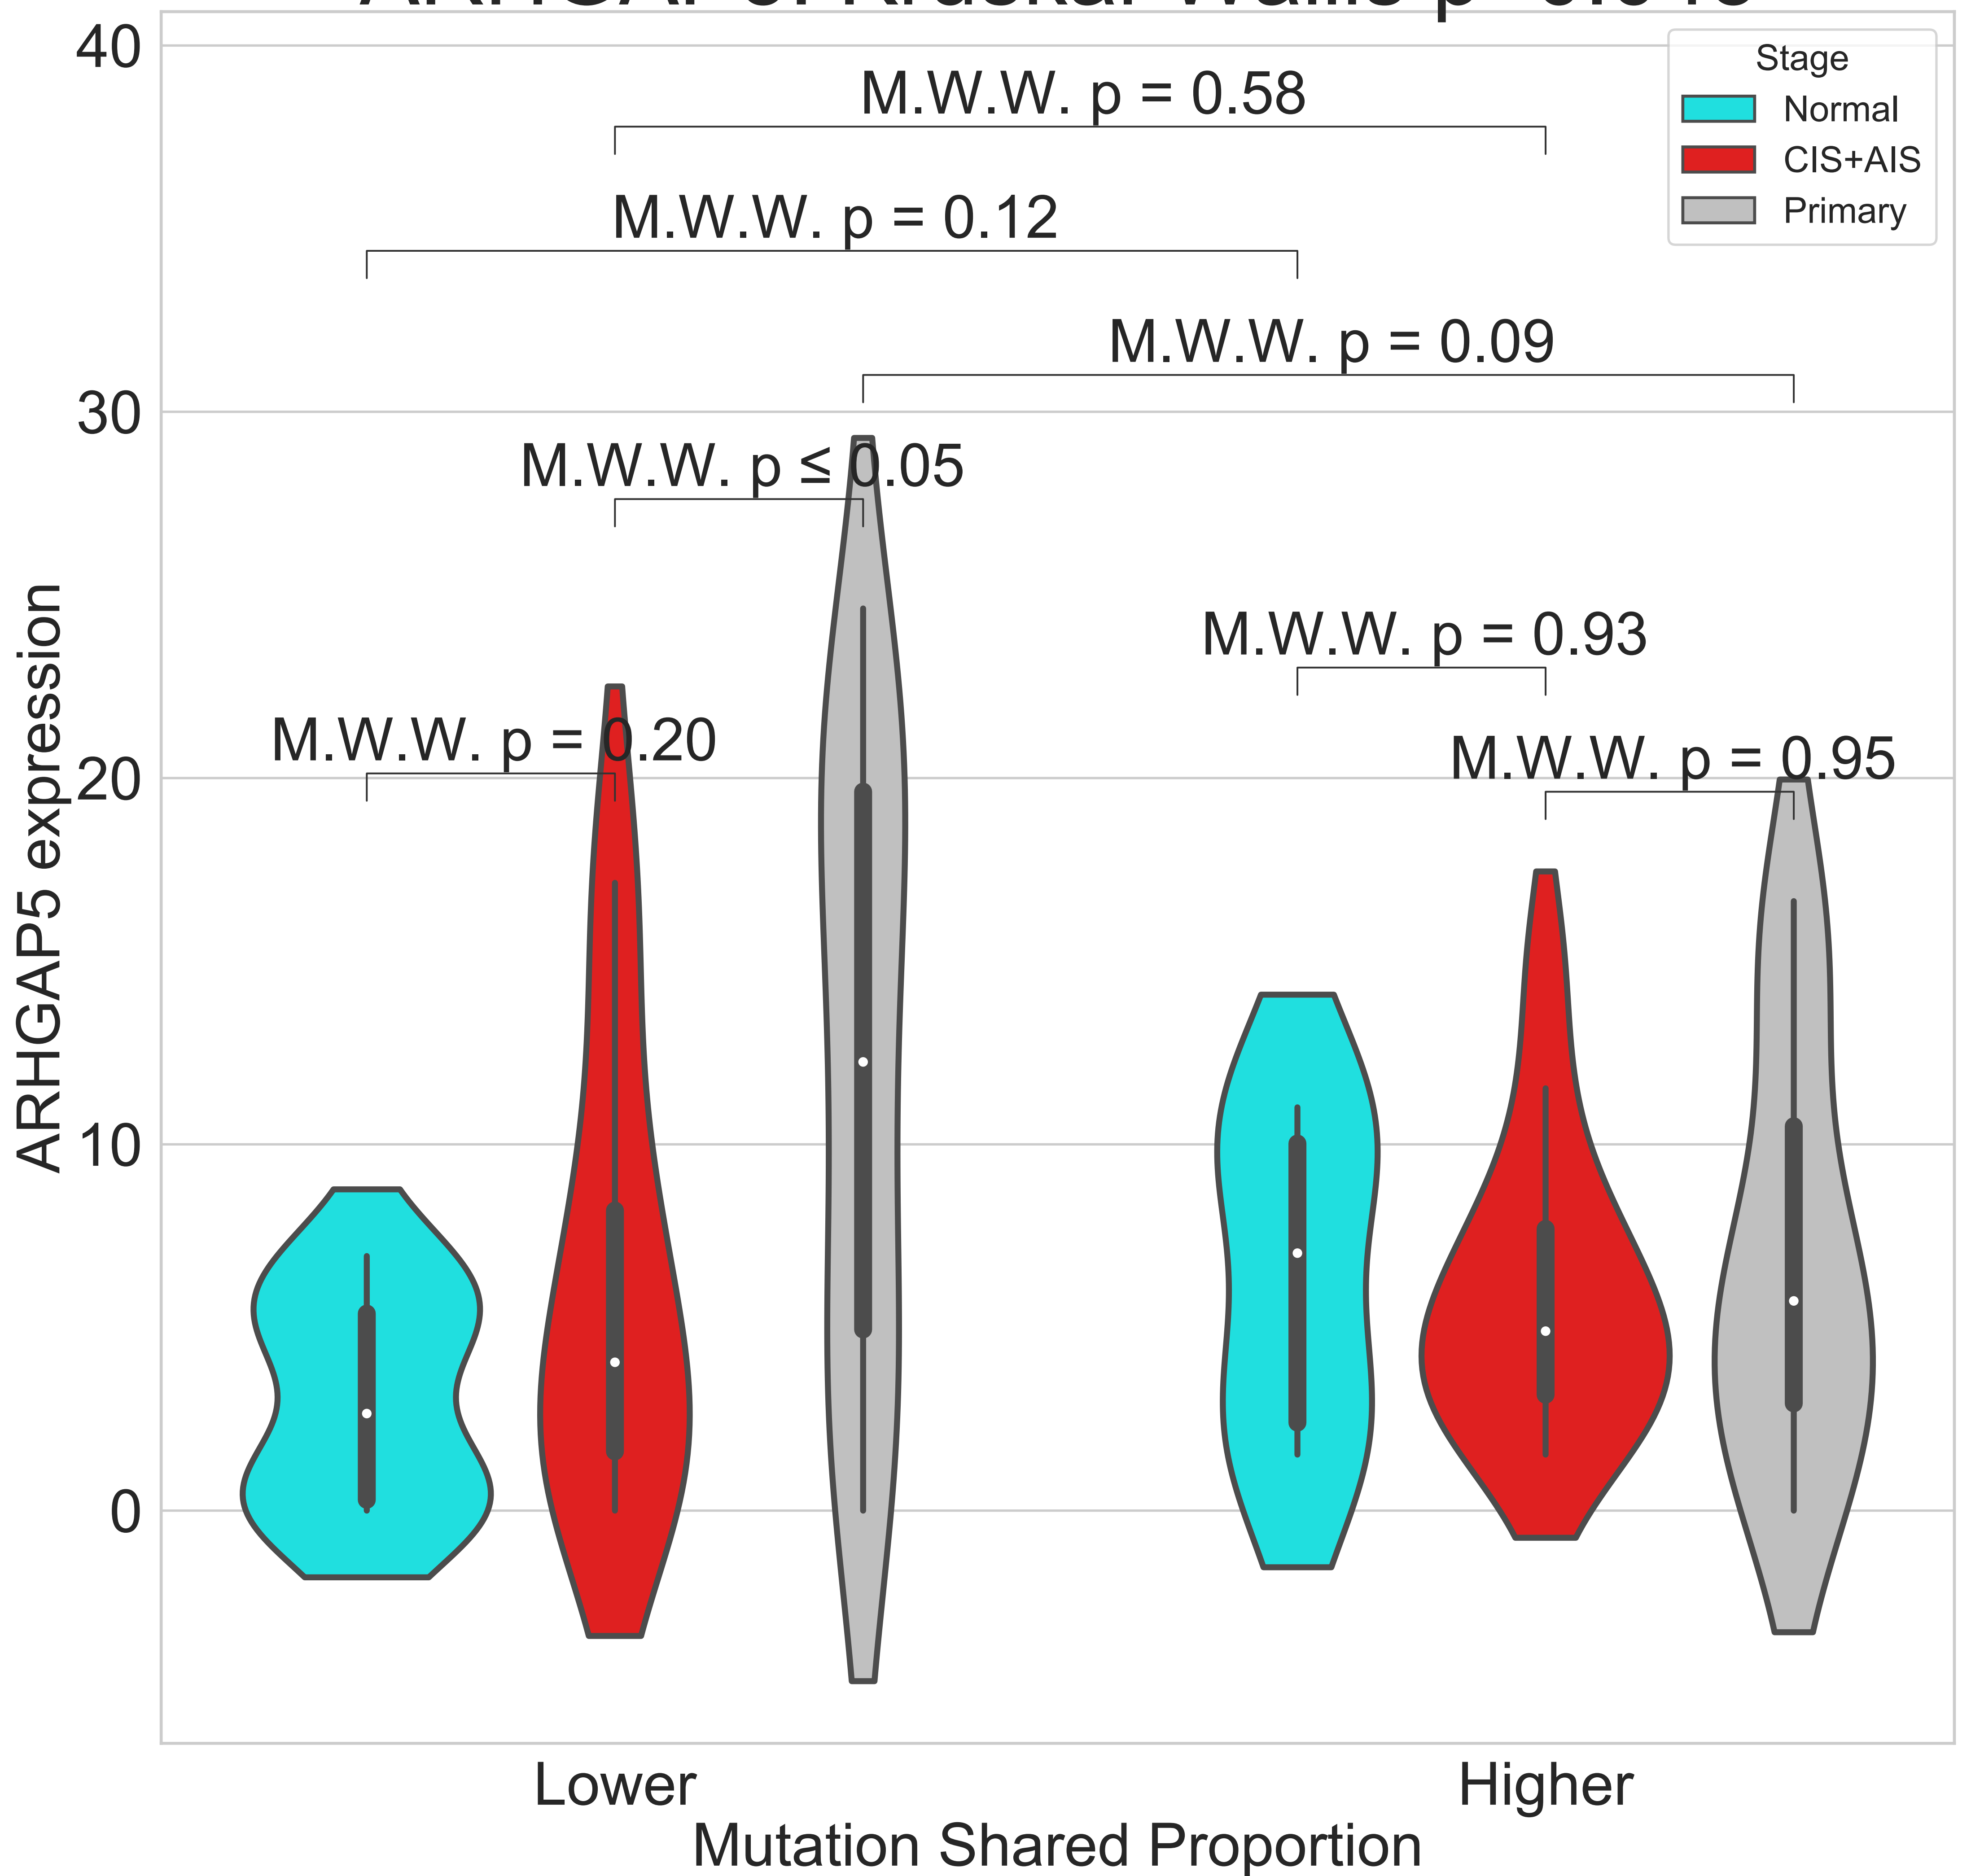 40
30
20
10
0
ARHGAP5 expression
Stage
Normal
CIS+AIS
Primary
M.W.W. p = 0.58
M.W.W. p = 0.12
M.W.W. p = 0.09
M.W.W. p ≤ 0.05
M.W.W. p = 0.93
M.W.W. p = 0.20
M.W.W. p = 0.95
Lower
Higher
Mutation Shared Proportion